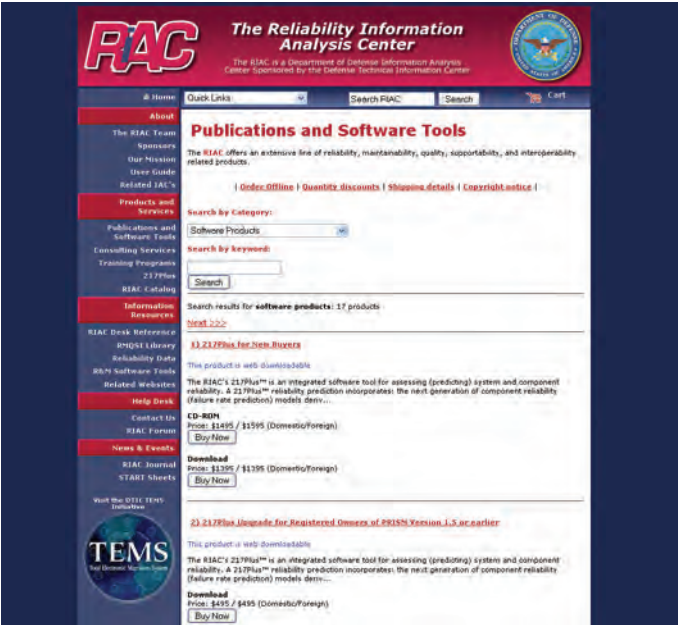 RiAC
The Reliability Information
Analysis Center
The RIAC is a Department of Defense Information Analysis
Center Sponsored by the Defense Technical Information Center
DEPARTMENT OF DEFENSE
Home
Quick Links
Search RIAC
Search
Cart
About
The RIAC Team
Sponsors
Our Mission
User Guide
Related IAC's
Products and
Services
Publications and
Software Tools
Consulting Services
Training Programs
217Plus
RIAC Catalog
Information
Resources
RIAC Desk Reference
RMQSI Library
Reliability Data
R&M Software Tools
Related Websites
Help Desk
Contact Us
RIAC Forum
News & Events
RIAC Journal
START Sheets
Visit the DTIC TEMS
Initiative
TEMS
Publications and Software Tools
The RIAC offers an extensive line of reliability, maintainability, quality, supportability, and interoperability
related products.
| Order Offline | Quantity discounts | Shipping details | Copyright notice |
Search by Category:
Software Products
Search by keyword:
Search
Search results for software products: 17 products
Next >>>
1) 217Plus for New Buyers
This product is web downloadable
The RIAC's 217Plus™ is an integrated software tool for assessing (predicting) system and component
reliability. A 217Plus™ reliability prediction incorporates: the next generation of component reliability
(failure rate prediction) models deriv...
CD-ROM
Price: $1495 / $1595 (Domestic/Foreign)
Buy Now
Download
Price: $1395 / $1395 (Domestic/Foreign)
Buy Now
2) 217Plus Upgrade for Registered Owners of PRISM Version 1.5 or earlier
This product is web downloadable
The RIAC's 217Plus™ is an integrated software tool for assessing (predicting) system and component
reliability. A 217Plus™ reliability prediction incorporates: the next generation of component reliability
(failure rate prediction) models deriv...
Download
Price: $495 / $495 (Domestic/Foreign)
Buy Now